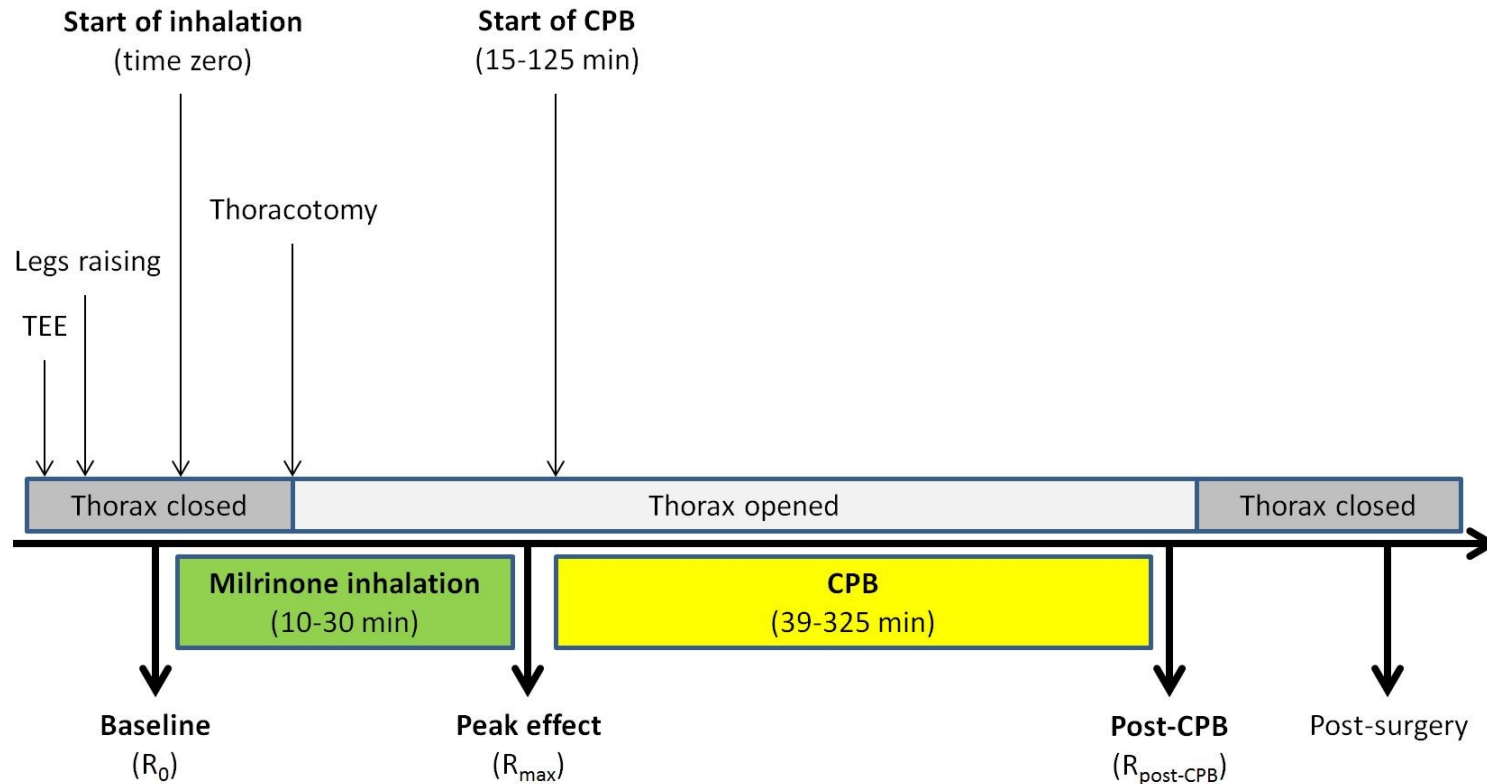 Start of inhalation
(time zero)
Start of CPB
(15-125 min)
Thoracotomy
Legs raising
TEE
Thorax closed
Thorax opened
Thorax closed
Milrinone inhalation
(10-30 min)
CPB
(39-325 min)
Baseline
(R0)
Peak effect
(Rmax)
Post-CPB
(Rpost-CPB)
Post-surgery